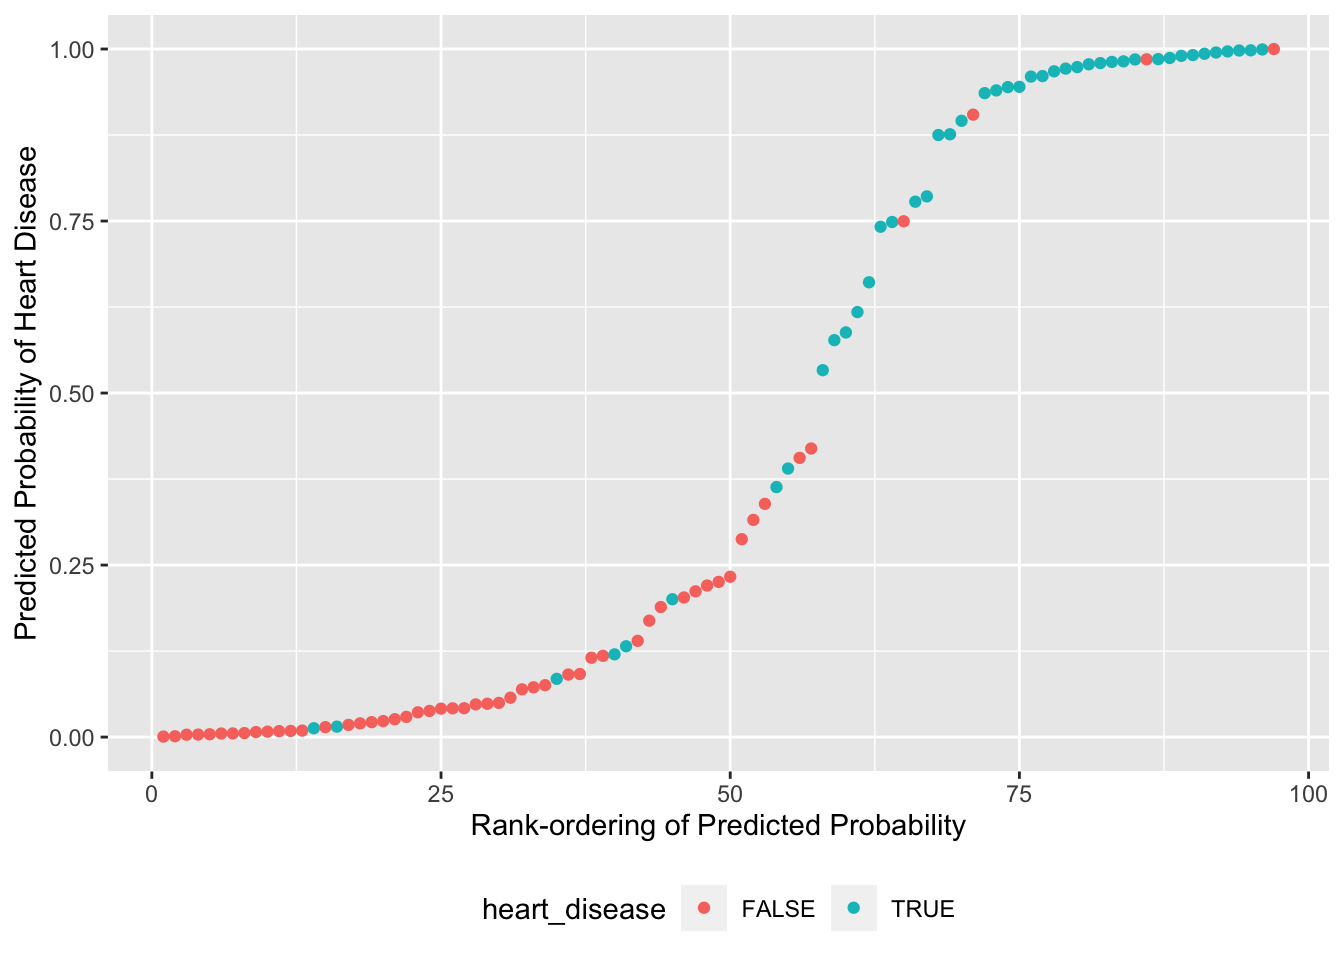 Predicted Probability of Heart Disease
1.00
0.75
0.50
0.25
0.00
0 25 50 75 100
Rank-ordering of Predicted Probability
heart_disease FALSE TRUE